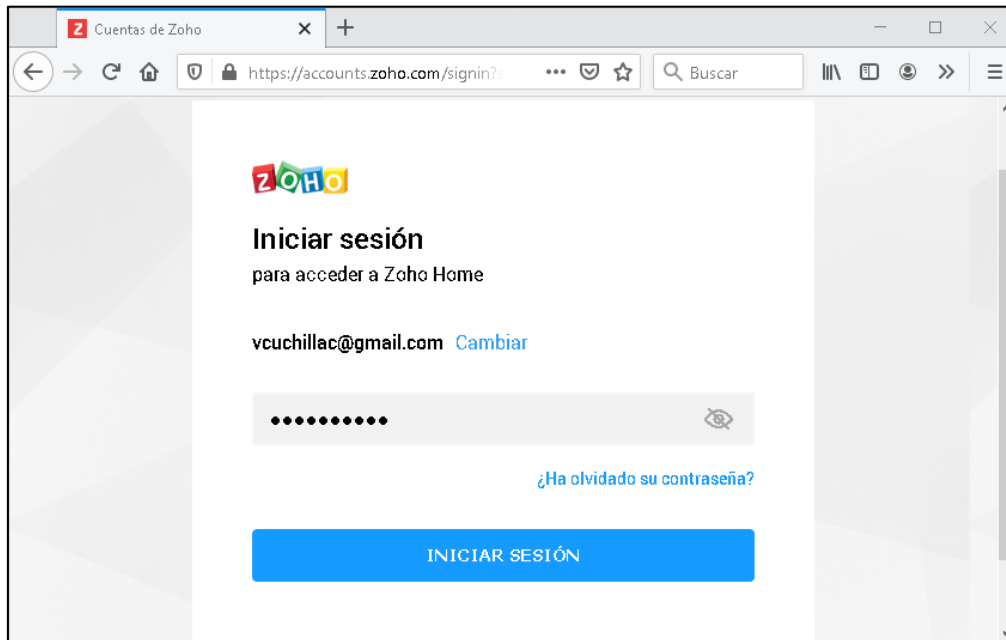 Z Cuentas de Zoho
https://accounts.zoho.com/signin?s
Buscar
ZOHO
Iniciar sesión
para acceder a Zoho Home
vcuchillac@gmail.com Cambiar
¿Ha olvidado su contraseña?
INICIAR SESIÓN